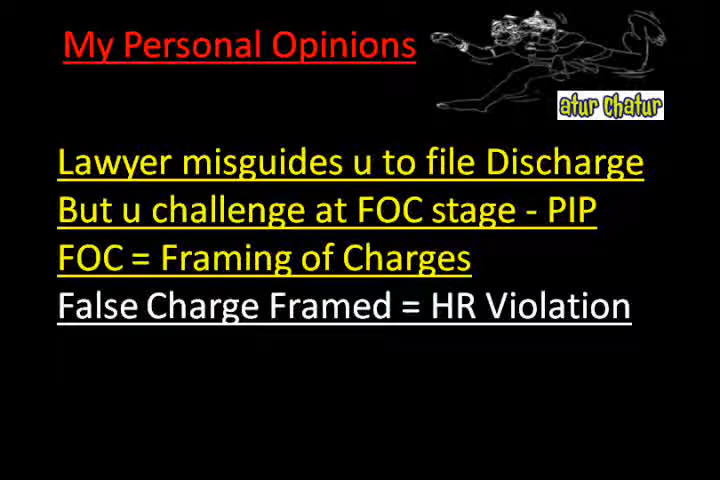 My Personal Opinions
atur chatur
Lawyer misguides u to file Discharge
But u challenge at FOC stage - PIP
FOC = Framing of Charges
False Charge Framed = HR Violation